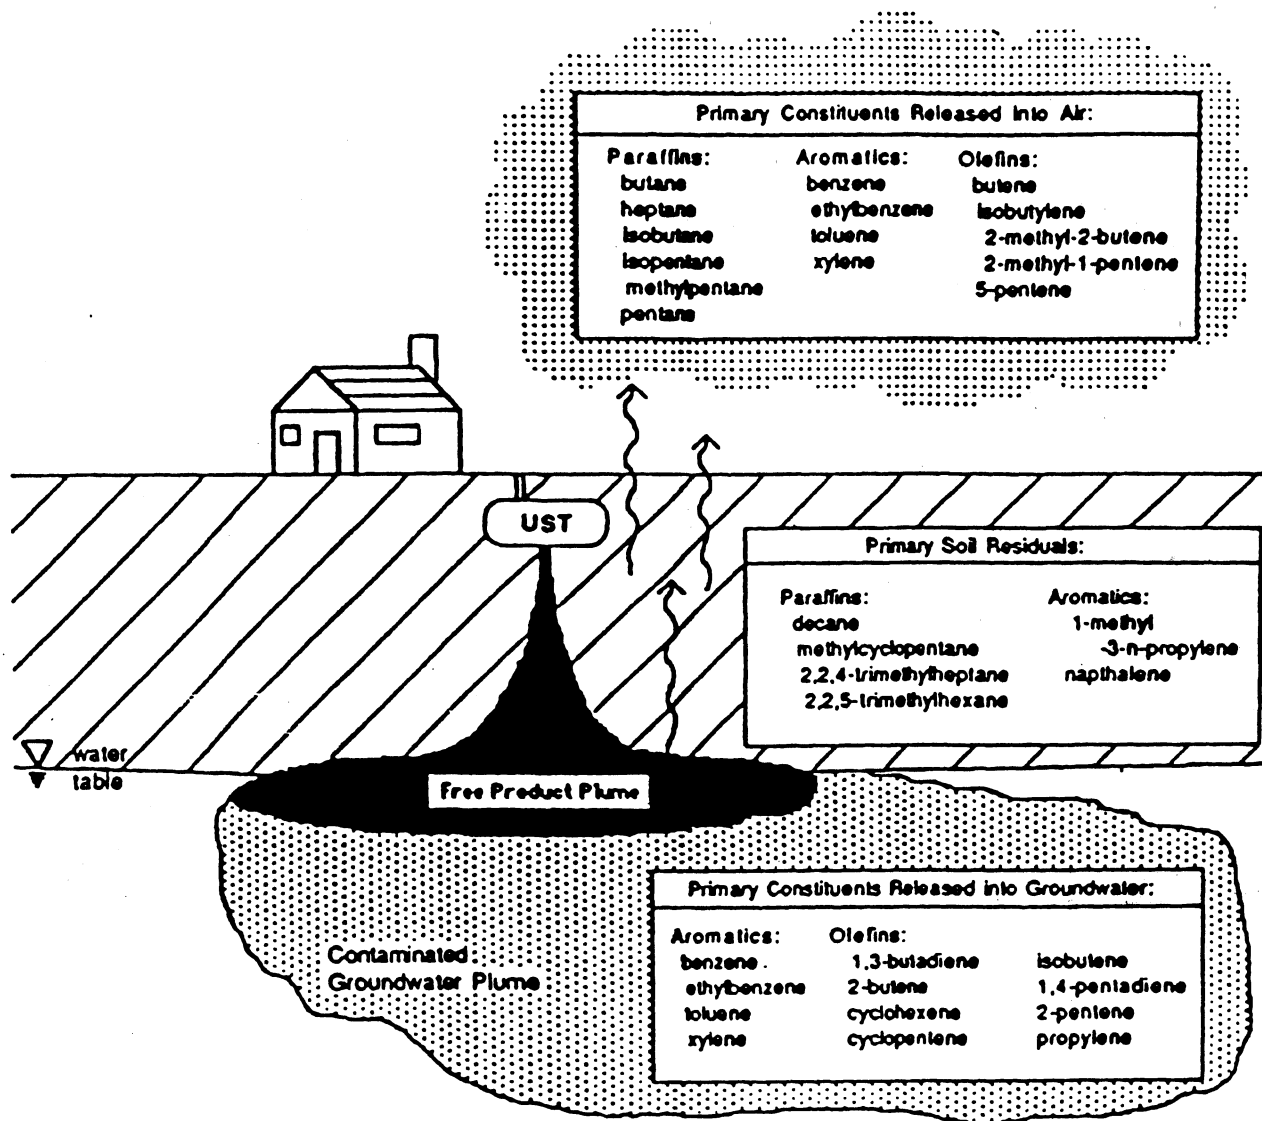 Primary Constituents Released Into Air:
Paraffins: Aromatics: Olefins:
butane benzene butene
heptane ethylbenzene isobutylene
isobutane toluene 2-methyl-2-butene
isopentane xylene 2-methyl-1-pentene
methylpentane 5-pentene
pentane
UST
Primary Soil Residuals:
Paraffins: Aromatics:
decane 1-methyl
methylcyclopentane -3-n-propylene
2,2,4-trimethylheptane napthalene
2,2,5-trimethylhexane
water
table
Free Product Plume
Primary Constituents Released into Groundwater:
Aromatics: Olefins:
benzene 1,3-butadiene isobutene
ethylbenzene 2-butene 1,4-pentadiene
toluene cyclohexene 2-pentene
xylene cyclopentene propylene
Contaminated
Groundwater Plume